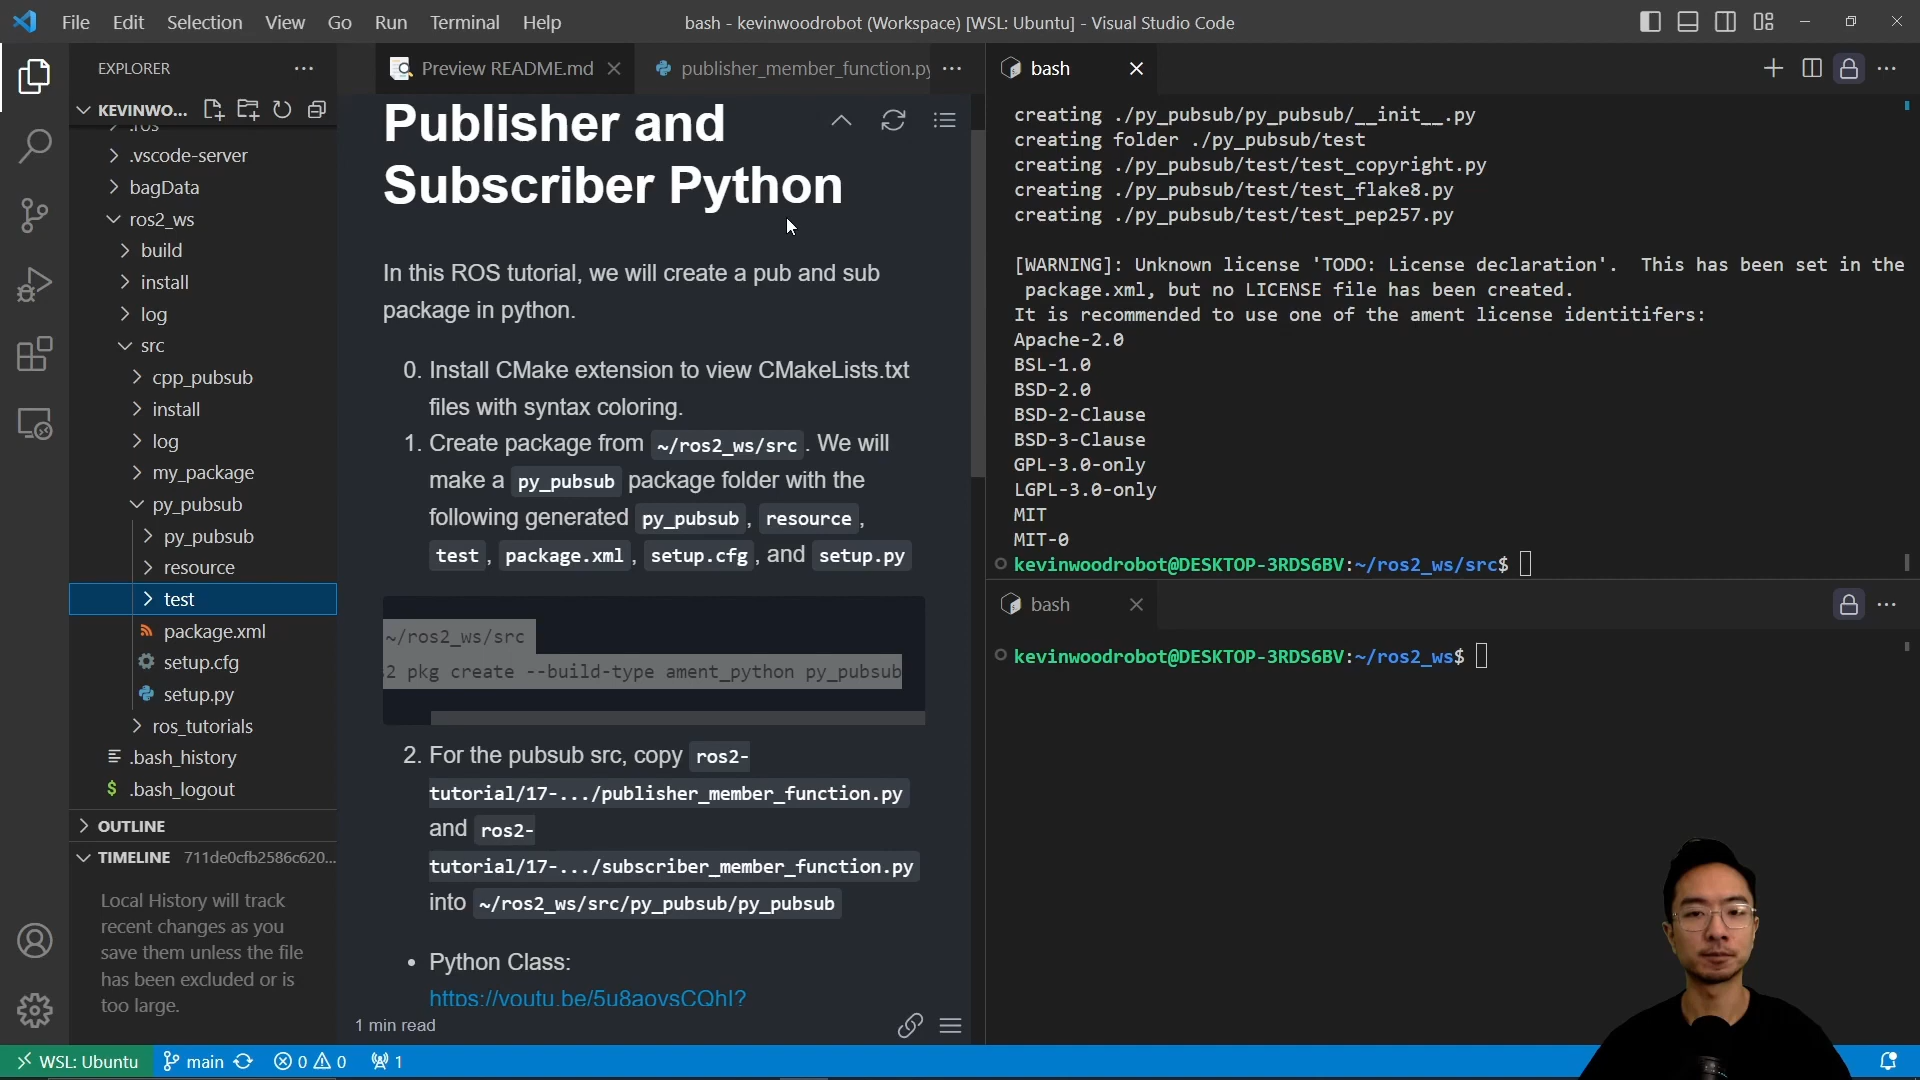 File Edit Selection View Go Run Terminal Help
bash - kevinwoodrobot (Workspace) [WSL: Ubuntu] - Visual Studio Code
EXPLORER
KEVINWO...
.ros
.vscode-server
bagData
ros2_ws
build
install
log
src
cpp_pubsub
install
log
my_package
py_pubsub
py_pubsub
resource
test
package.xml
setup.cfg
setup.py
ros_tutorials
.bash_history
$ .bash_logout
OUTLINE
TIMELINE 711de0cfb2586c620...
Local History will track
recent changes as you
save them unless the file
has been excluded or is
too large.
Preview README.md
publisher_member_function.py
Publisher and
Subscriber Python
In this ROS tutorial, we will create a pub and sub
package in python.
0. Install CMake extension to view CMakeLists.txt
files with syntax coloring.
1. Create package from ~/ros2_ws/src. We will
make a py_pubsub package folder with the
following generated py_pubsub, resource,
test, package.xml, setup.cfg, and setup.py
~/ros2_ws/src
2 pkg create --build-type ament_python py_pubsub
2. For the pubsub src, copy ros2-
tutorial/17-.../publisher_member_function.py
and ros2-
tutorial/17-.../subscriber_member_function.py
into ~/ros2_ws/src/py_pubsub/py_pubsub
• Python Class:
https://youtu.be/5u8aovsCQhI?
1 min read
bash
creating ./py_pubsub/py_pubsub/__init__.py
creating folder ./py_pubsub/test
creating ./py_pubsub/test/test_copyright.py
creating ./py_pubsub/test/test_flake8.py
creating ./py_pubsub/test/test_pep257.py
[WARNING]: Unknown license 'TODO: License declaration'.  This has been set in the
package.xml, but no LICENSE file has been created.
It is recommended to use one of the ament license identitifers:
Apache-2.0
BSL-1.0
BSD-2.0
BSD-2-Clause
BSD-3-Clause
GPL-3.0-only
LGPL-3.0-only
MIT
MIT-0
kevinwoodrobot@DESKTOP-3RDS6BV:~/ros2_ws/src$
bash
kevinwoodrobot@DESKTOP-3RDS6BV:~/ros2_ws$
WSL: Ubuntu main 0 0 1